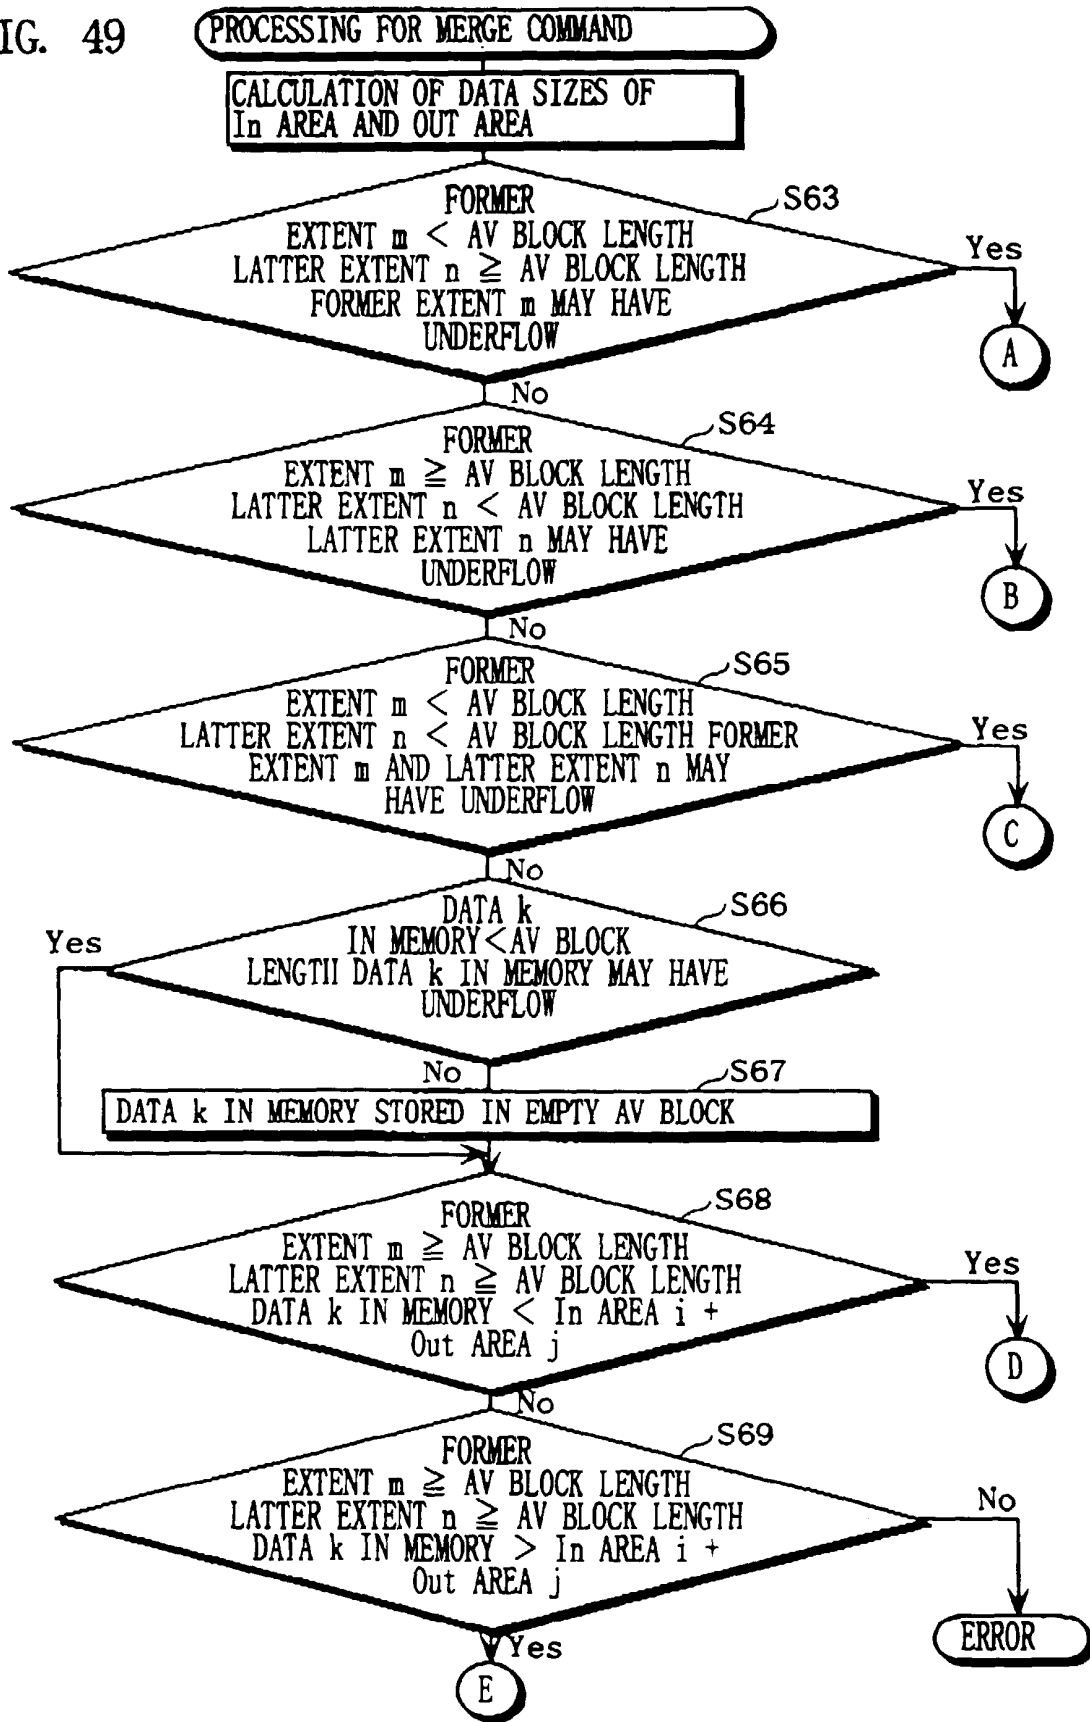 IG. 49
PROCESSING FOR MERGE COMMAND
CALCULATION OF DATA SIZES OF
In AREA AND OUT AREA
S63
FORMER
EXTENT m < AV BLOCK LENGTH
LATTER EXTENT n ≧ AV BLOCK LENGTH
FORMER EXTENT m MAY HAVE
UNDERFLOW
Yes
A
No
S64
FORMER
EXTENT m ≧ AV BLOCK LENGTH
LATTER EXTENT n < AV BLOCK LENGTH
LATTER EXTENT n MAY HAVE
UNDERFLOW
Yes
B
No
S65
FORMER
EXTENT m < AV BLOCK LENGTH
LATTER EXTENT n < AV BLOCK LENGTH FORMER
EXTENT m AND LATTER EXTENT n MAY
HAVE UNDERFLOW
Yes
C
No
S66
DATA k
IN MEMORY<AV BLOCK
LENGTH DATA k IN MEMORY MAY HAVE
UNDERFLOW
Yes
No
S67
DATA k IN MEMORY STORED IN EMPTY AV BLOCK
S68
FORMER
EXTENT m ≧ AV BLOCK LENGTH
LATTER EXTENT n ≧ AV BLOCK LENGTH
DATA k IN MEMORY < In AREA i +
Out AREA j
Yes
D
No
S69
FORMER
EXTENT m ≧ AV BLOCK LENGTH
LATTER EXTENT n ≧ AV BLOCK LENGTH
DATA k IN MEMORY > In AREA i +
Out AREA j
No
ERROR
Yes
E